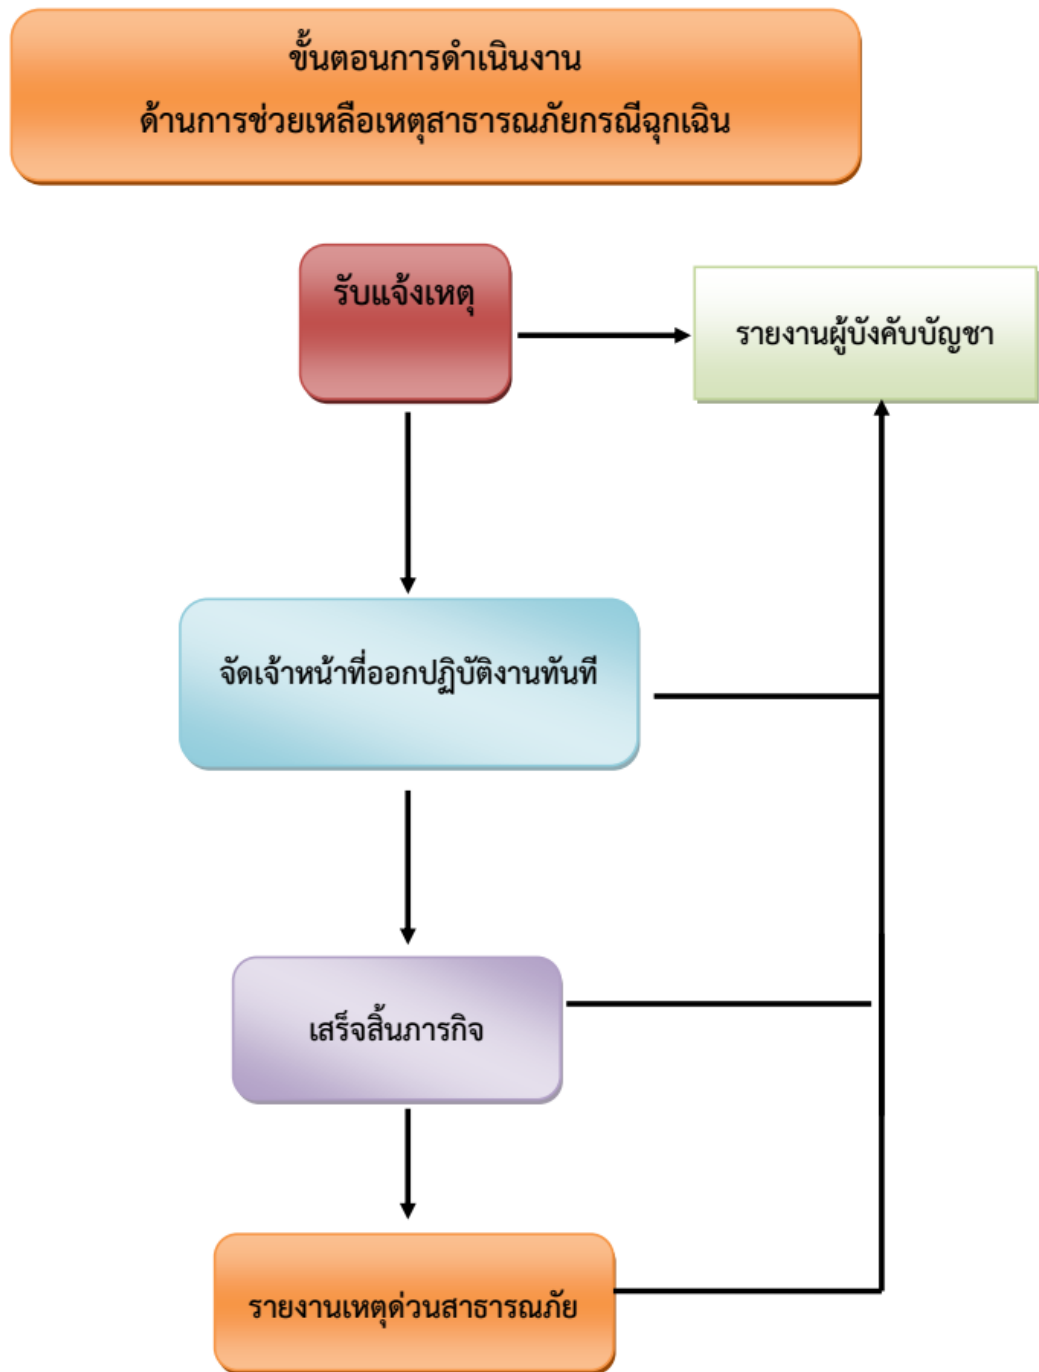 ขั้นตอนการดำเนินงาน
ด้านการช่วยเหลือเหตุสาธารณภัยกรณีฉุกเฉิน
รับแจ้งเหตุ
รายงานผู้บังคับบัญชา
จัดเจ้าหน้าที่ออกปฏิบัติงานทันที
เสร็จสิ้นภารกิจ
รายงานเหตุด่วนสาธารณภัย